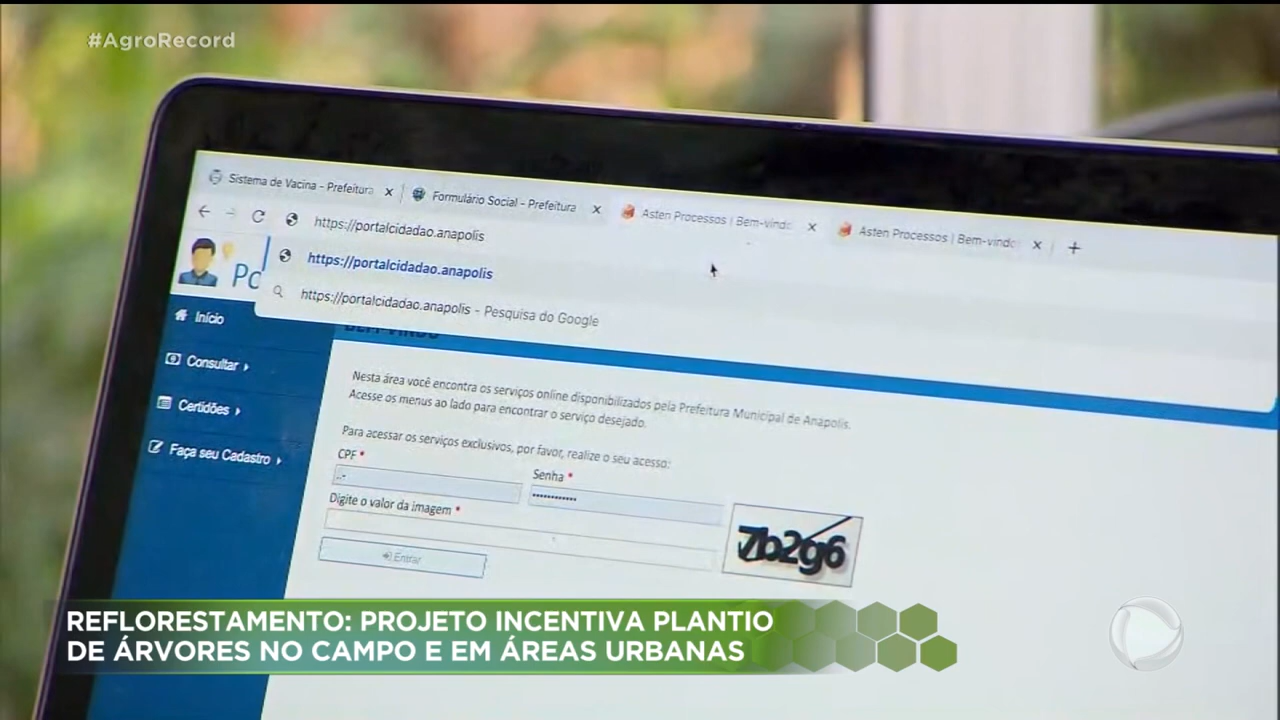 #AgroRecord
Sistema de Vacina - Prefeitura
Formulário Social - Prefeitura
Asten Processos | Bem-vindo
Asten Processos | Bem-vindo
https://portalcidadao.anapolis
Po
https://portalcidadao.anapolis
https://portalcidadao.anapolis - Pesquisa do Google
Início
Consultar
Certidões
Faça seu Cadastro
Nesta área você encontra os serviços online disponibilizados pela Prefeitura Municipal de Anapolis.
Acesse os menus ao lado para encontrar o serviço desejado.
Para acessar os serviços exclusivos, por favor, realize o seu acesso:
CPF *
Senha *
Digite o valor da imagem *
7b2g6
Entrar
REFLORESTAMENTO: PROJETO INCENTIVA PLANTIO
DE ÁRVORES NO CAMPO E EM ÁREAS URBANAS